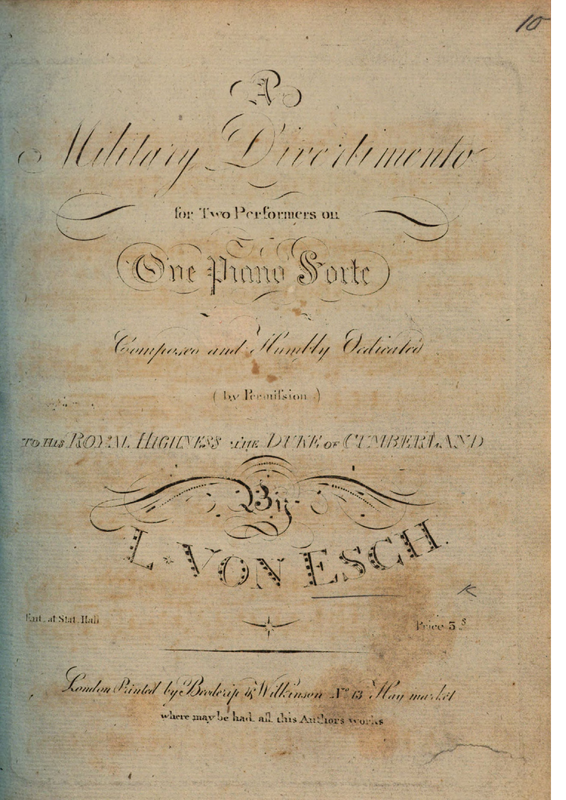 10
A
Military Divertimento
for Two Performers on
One Piano Forte
Composed and Humbly Dedicated
(by Permiſsion)
TO HIS ROYAL HIGHNESS THE DUKE OF CUMBERLAND
By
L. VON ESCH.
Ent. at Stat. Hall
Price 3s
London Printed by Broderip & Wilkinson No. 13 Hay market
where may be had all this Authors works